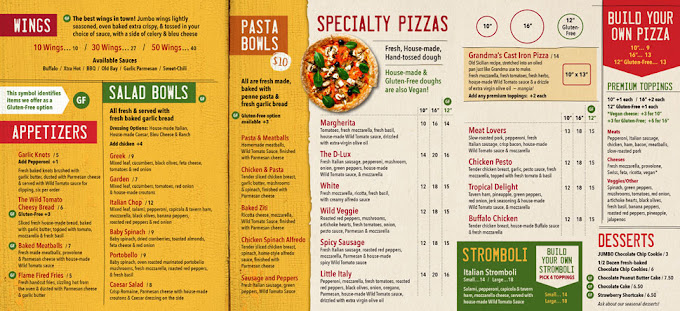 WINGS
The best wings in town! Jumbo wings lightly
seasoned, oven baked extra crispy, & tossed in your
choice of sauce, with a side of celery & bleu cheese
10 Wings... 10 / 30 Wings... 27 / 50 Wings... 40
Available Sauces
Buffalo / Xtra Hot / BBQ / Old Bay / Garlic Parmesan / Sweet-Chili
This symbol identifies
items we offer as a
Gluten-Free option
GF
APPETIZERS
Garlic Knots / 5
Add Pepperoni +1
Fresh baked knots brushed with
garlic butter, dusted with Parmesan cheese
& served with Wild Tomato sauce for
dipping, ca. per order
The Wild Tomato
Cheesy Bread / 6
GF Gluten-Free +3
Sliced fresh house-made bread, baked
with garlic butter, topped with tomato,
mozzarella & fresh basil
GF Baked Meatballs / 7
Fresh made meatballs, provolone
& Parmesan cheese with house-made
Wild Tomato Sauce
GF Flame Fired Fries / 5
Fresh handcut fries, sizzling hot from
the oven & dusted with Parmesan cheese
& garlic butter
SALAD BOWLS
All fresh & served with
fresh baked garlic bread
Dressing Options: House-made Italian,
House-made Caesar, Bleu Cheese & Ranch
Add chicken +4
Greek / 9
Mixed leaf, cucumbers, black olives, feta cheese,
tomatoes & red onion
Garden / 7
Mixed leaf, cucumbers, tomatoes, red onion
& house-made croutons
Italian Chop / 12
Chopped leaf, salami, pepperoni, capicola & tavern ham,
mozzarella cheese, black olives, banana peppers,
roasted red peppers & red onion
Baby Spinach / 9
Baby spinach, dried cranberries, toasted almonds,
feta cheese & red onion
Portobello / 9
Baby spinach, oven roasted marinated portobello
mushrooms, fresh mozzarella, roasted red peppers,
& fresh basil
Caesar Salad / 8
Crisp Romaine, Parmesan cheese with house-made
croutons & Caesar dressing on the side
PASTA
BOWLS
$10
All are fresh made,
baked with
penne pasta &
fresh garlic bread
GF Gluten-Free option
available +2
Pasta & Meatballs
Homemade meatballs,
Wild Tomato Sauce,
finished with
Parmesan cheese
Chicken & Pasta
Tender sliced chicken breast,
garlic butter, mushrooms
& spinach, finished with
Parmesan cheese
Baked Ziti
Ricotta cheese, mozzarella,
Wild Tomato Sauce, finished
with Parmesan cheese
Chicken Spinach Alfredo
Tender sliced chicken breast,
spinach, home-style alfredo
sauce, finished with
Parmesan cheese
Sausage and Peppers
Fresh Italian sausage, green
peppers, Wild Tomato Sauce
SPECIALTY PIZZAS
Fresh, House-made,
Hand-tossed dough
House-made &
Gluten-Free doughs
are also Vegan!
10" 16" 12"
Margherita
Tomatoes, fresh mozzarella, fresh basil,
house-made Wild Tomato sauce, drizzled
with extra-virgin olive oil
The D-Lux
Fresh Italian sausage, pepperoni, mushrooms,
onion, green peppers, house-made
Wild Tomato Sauce, mozzarella
14 20 16
White
Fresh mozzarella, ricotta, fresh basil,
with creamy alfredo sauce
Wild Veggie
Roasted red peppers, mushrooms,
artichoke hearts, fresh tomatoes, onion,
pesto sauce, Parmesan & mozzarella
Spicy Sausage
Fresh Italian sausage, roasted red peppers,
mozzarella, Parmesan, spicy house-made
Wild Tomato Sauce
Little Italy
Pepperoni, mozzarella, tomatoes, roasted
red peppers, black olives, onion, oregano,
Parmesan, house-made Wild Tomato Sauce,
drizzled with extra virgin olive oil
14 20 16
10"
16"
12"
Gluten-
Free
Grandma's Cast Iron Pizza / 14
Old Sicilian recipe, stretched into an oiled
pan just like Grandma use to make.
Fresh mozzarella, fresh tomatoes, fresh herbs,
house-made Wild Tomato sauce & a drizzle
of extra virgin olive oil ~ mangia!
Add any premium toppings: +2 each
10" x 13"
10" 16" 12"
Meat Lovers
Slow-roasted pork, pepperoni, fresh
Italian sausage, crisp bacon, house-made
Wild Tomato Sauce & mozzarella
13 18 15
Chicken Pesto
Tender chicken breast, pesto sauce, fresh
mozzarella, topped with fresh tomato & basil
13 18 15
Tropical Delight
Tavern ham, pineapple, green peppers,
red onion, jerk seasoning & house-made
Wild Tomato Sauce & mozzarella
13 18 15
Buffalo Chicken
Tender chicken breast, house-made Buffalo sauce
& fresh mozzarella
13 18 15
STROMBOLI
Italian Stromboli
Small... 14 / Large... 18
Salami, pepperoni, capicola & tavern
ham, mozzarella cheese, served with
house-made Wild Tomato Sauce
BUILD
YOUR OWN
STROMBOLI
PICK 4 TOPPINGS
Small... 14
Large... 18
BUILD YOUR
OWN PIZZA
10"... 9
16"... 13
12" Gluten-Free... 13
PREMIUM TOPPINGS
10" +1 each / 16" +2 each
12" Gluten-Free +1 each
*Vegan cheese: +3 for 10"
+3 for Gluten-Free; +6 for 16"
Meats
Pepperoni, Italian sausage,
chicken, ham, bacon, meatballs,
slow-roasted pork
Cheeses
Fresh mozzarella, provolone,
Swiss, feta, ricotta, vegan*
Veggies/Other
Spinach, green peppers,
mushrooms, tomatoes, red onion,
artichoke hearts, black olives,
fresh basil, banana peppers,
roasted red peppers, pineapple,
jalapenos
DESSERTS
JUMBO Chocolate Chip Cookie / 3
1/2 Dozen Fresh baked
Chocolate Chip Cookies / 6
GF Chocolate Peanut Butter Cake / 7.50
GF Chocolate Cake / 6.50
GF Strawberry Shortcake / 6.50
Ask about our seasonal desserts!